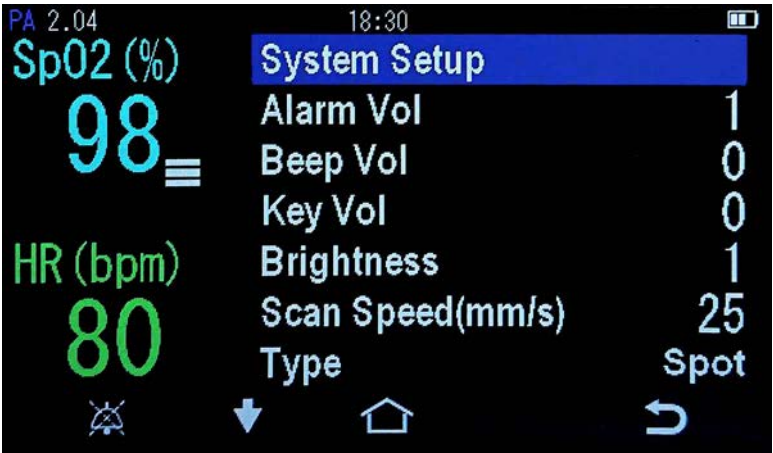 PA 2.04 18:30
SpO2 (%)
98
HR (bpm)
80
System Setup
Alarm Vol 1
Beep Vol 0
Key Vol 0
Brightness 1
Scan Speed(mm/s) 25
Type Spot